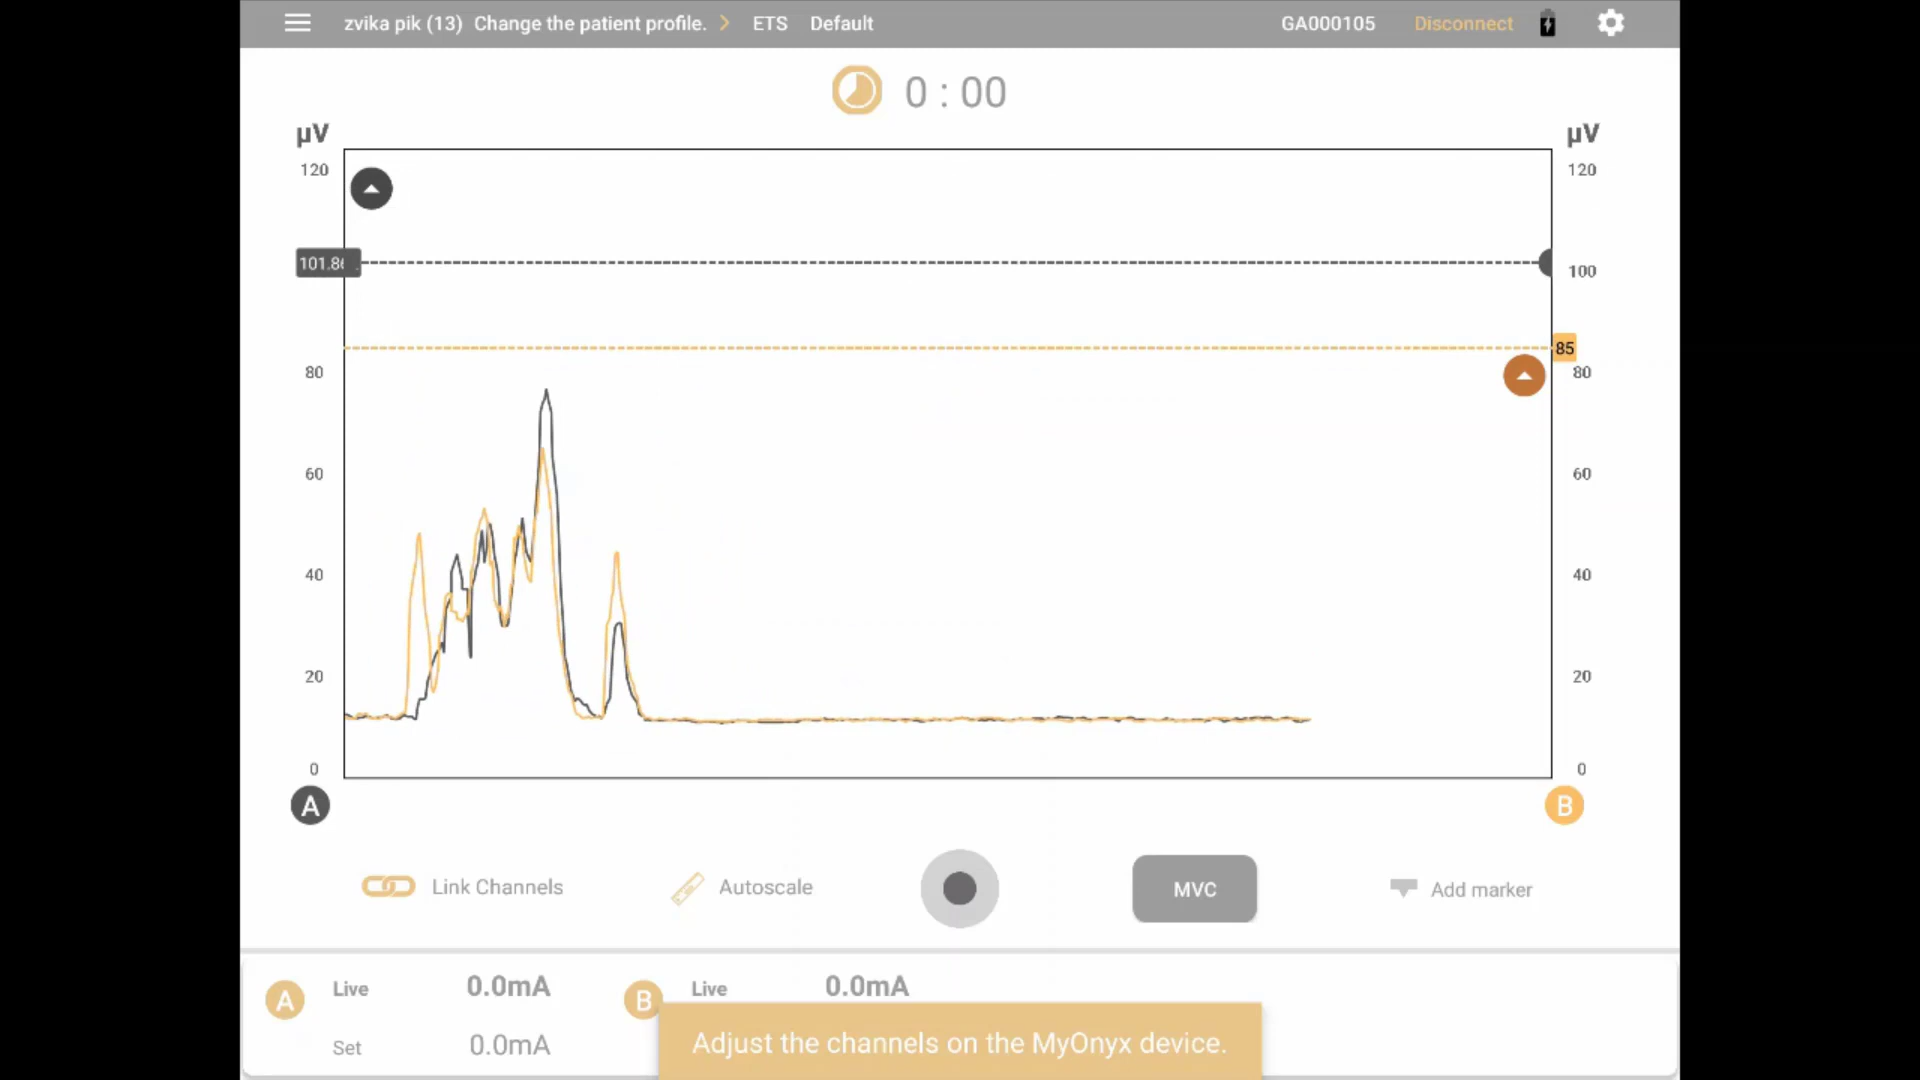 zvika pik (13) Change the patient profile. ETS Default GA000105 Disconnect
0 : 00
μV μV
120 120
101.86
100
85
80 80
60 60
40 40
20 20
0 0
A B
Link Channels Autoscale MVC Add marker
A Live 0.0mA B Live 0.0mA
Set 0.0mA
Adjust the channels on the MyOnyx device.